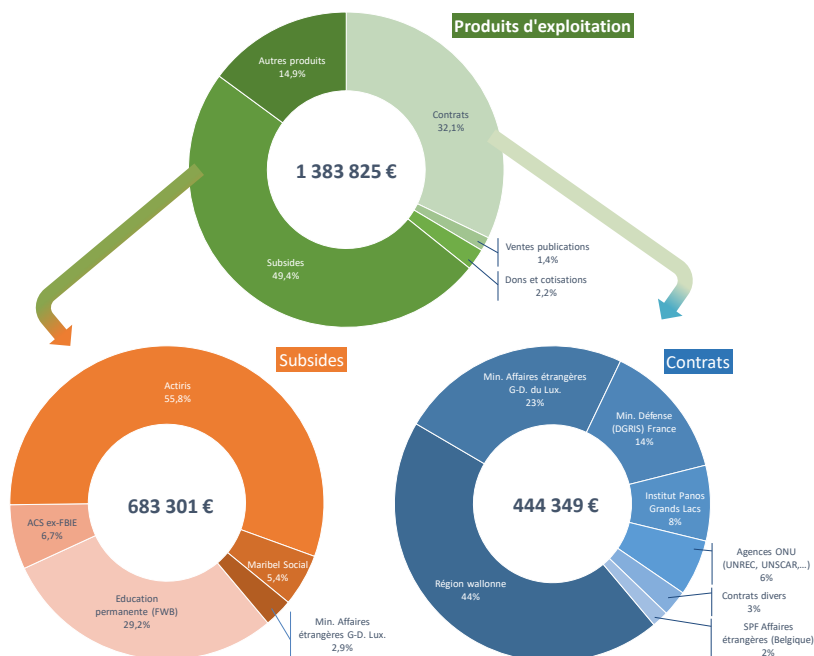 Produits d'exploitation
Autres produits
14,9%
Contrats
32,1%
1 383 825 €
Ventes publications
1,4%
Subsides
49,4%
Dons et cotisations
2,2%
Subsides
Actiris
55,8%
683 301 €
ACS ex-FBIE
6,7%
Maribel Social
5,4%
Education
permanente (FWB)
29,2%
Min. Affaires
étrangères G-D. Lux.
2,9%
Contrats
Min. Affaires étrangères
G-D. du Lux.
23%
Min. Défense
(DGRIS) France
14%
Institut Panos
Grands Lacs
8%
444 349 €
Agences ONU
(UNREC, UNSCAR,...)
6%
Région wallonne
44%
Contrats divers
3%
SPF Affaires
étrangères (Belgique)
2%